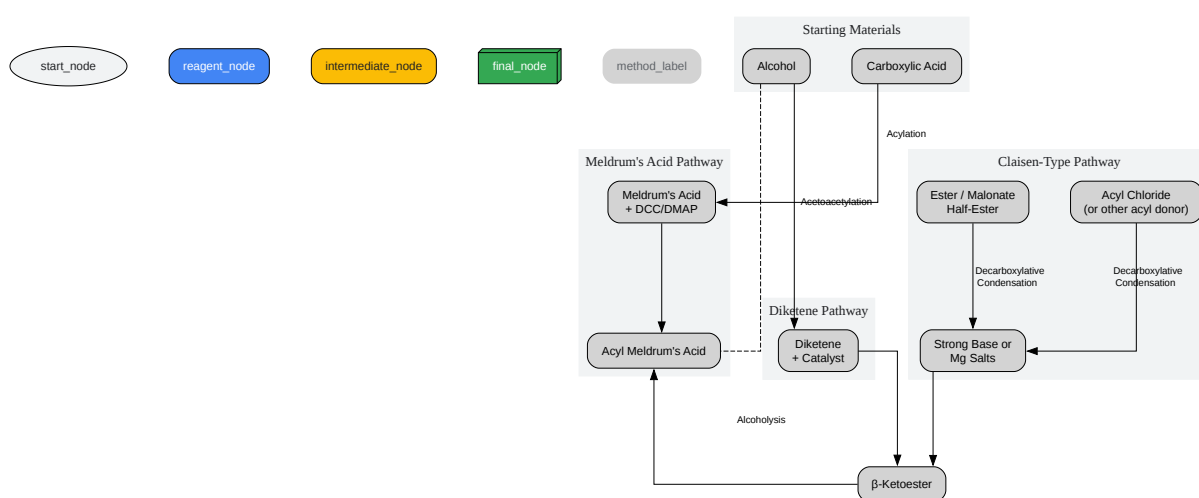 Starting Materials
start_node
reagent_node
intermediate_node
final_node
method_label
Alcohol
Carboxylic Acid
Acylation
Meldrum's Acid Pathway
Claisen-Type Pathway
Meldrum's Acid
+ DCC/DMAP
Acetoacetylation
Ester / Malonate
Half-Ester
Acyl Chloride
(or other acyl donor)
Decarboxylative
Condensation
Decarboxylative
Condensation
Diketene Pathway
Acyl Meldrum's Acid
Diketene
+ Catalyst
Strong Base or
Mg Salts
Alcoholysis
β-Ketoester